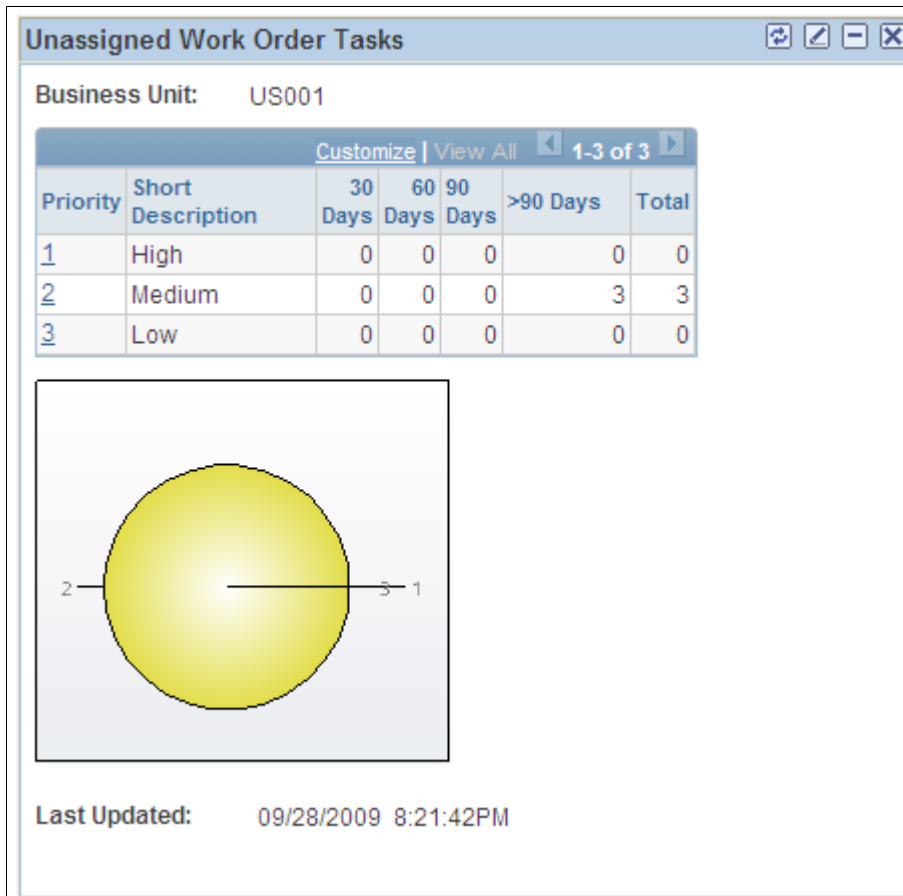 Unassigned Work Order Tasks
Business Unit: US001
Customize | View All 1-3 of 3
Priority Short Description 30 Days 60 Days 90 Days >90 Days Total
1 High 0 0 0 0 0
2 Medium 0 0 0 3 3
3 Low 0 0 0 0 0
2 3 1
Last Updated: 09/28/2009 8:21:42PM